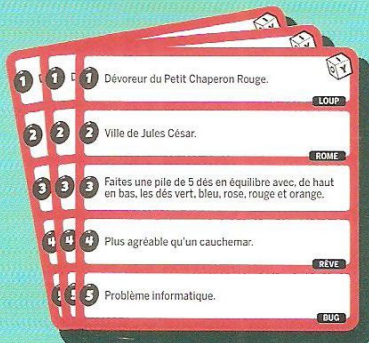 1 Dévoreur du Petit Chaperon Rouge.
LOUP
2 Ville de Jules César.
ROME
3 Faites une pile de 5 dés en équilibre avec, de haut
en bas, les dés vert, bleu, rose, rouge et orange.
4 Plus agréable qu'un cauchemar.
RÊVE
5 Problème informatique.
BUG